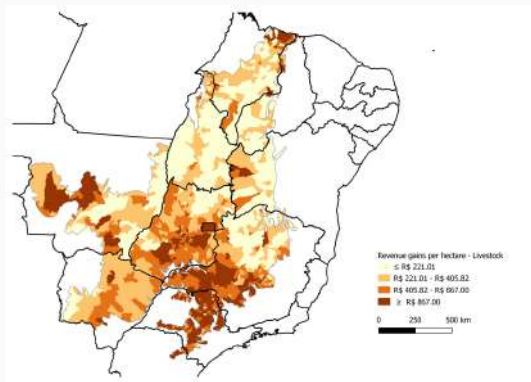 Revenue gains per hectare - Livestock
≤ R$ 221.01
R$ 221.01 - R$ 405.82
R$ 405.82 - R$ 867.00
≥ R$ 867.00
0 250 500 km